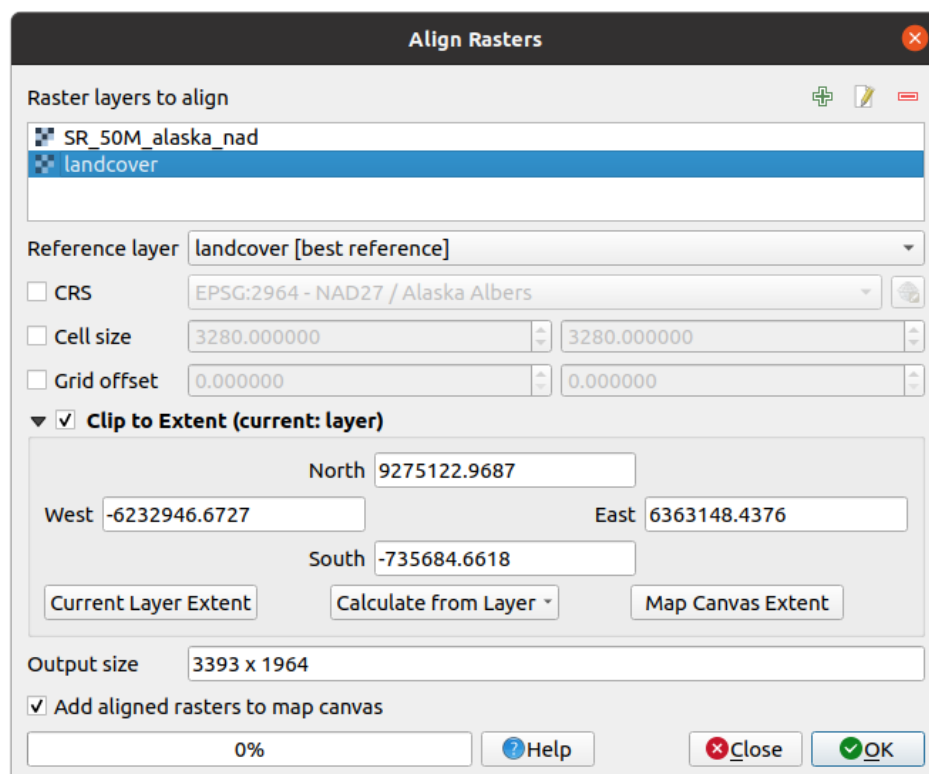 Align Rasters
Raster layers to align
SR_50M_alaska_nad
landcover
Reference layer landcover [best reference]
CRS EPSG:2964 - NAD27 / Alaska Albers
Cell size 3280.000000 3280.000000
Grid offset 0.000000 0.000000
Clip to Extent (current: layer)
North 9275122.9687
West -6232946.6727 East 6363148.4376
South -735684.6618
Current Layer Extent Calculate from Layer Map Canvas Extent
Output size 3393 x 1964
Add aligned rasters to map canvas
0% Help Close OK